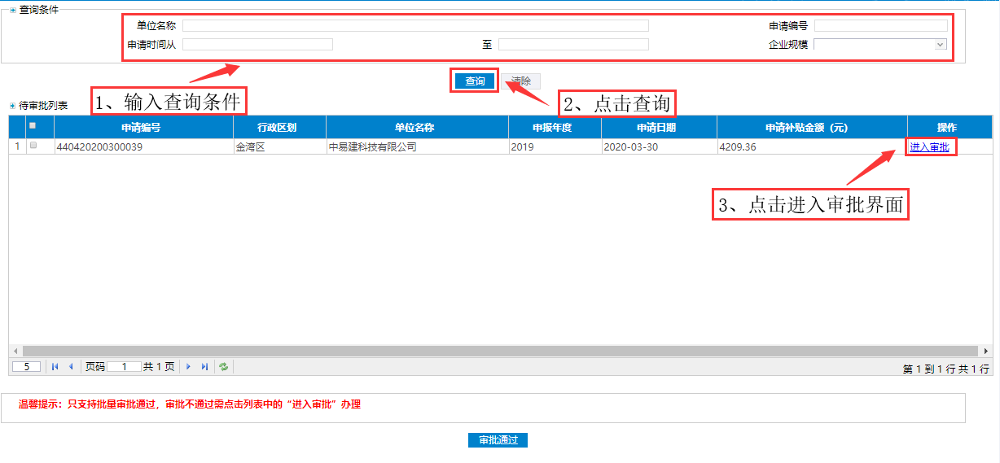 查询条件
单位名称 申请编号
申请时间从 至 企业规模
查询 清除
1、输入查询条件
2、点击查询
待审批列表
申请编号 行政区划 单位名称 申报年度 申请日期 申请补贴金额（元） 操作
1 440420200300039 金湾区 中易建科技有限公司 2019 2020-03-30 4209.36 进入审批
3、点击进入审批界面
5 页码 1 共 1 页 第 1 到 1 行 共 1 行
温馨提示：只支持批量审批通过，审批不通过需点击列表中的“进入审批”办理
审批通过